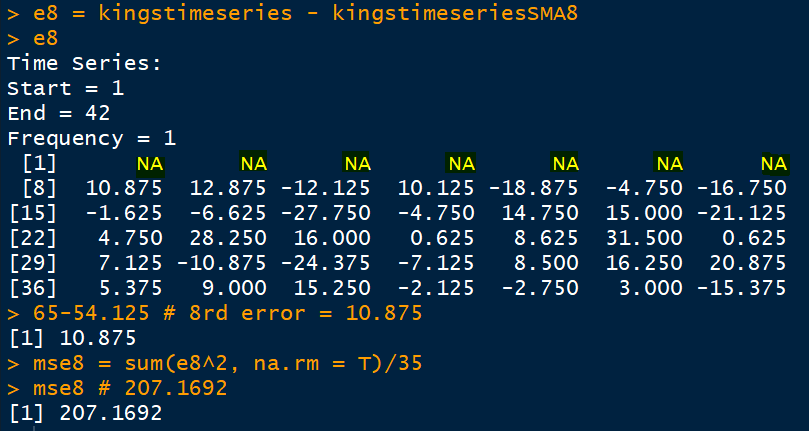 > e8 = kingstimeseries - kingstimeseriesSMA8
> e8
Time Series:
Start = 1
End = 42
Frequency = 1
[1] NA NA NA NA NA NA NA
[8] 10.875 12.875 -12.125 10.125 -18.875 -4.750 -16.750
[15] -1.625 -6.625 -27.750 -4.750 14.750 15.000 -21.125
[22] 4.750 28.250 16.000 0.625 8.625 31.500 0.625
[29] 7.125 -10.875 -24.375 -7.125 8.500 16.250 20.875
[36] 5.375 9.000 15.250 -2.125 -2.750 3.000 -15.375
> 65-54.125 # 8rd error = 10.875
[1] 10.875
> mse8 = sum(e8^2, na.rm = T)/35
> mse8 # 207.1692
[1] 207.1692